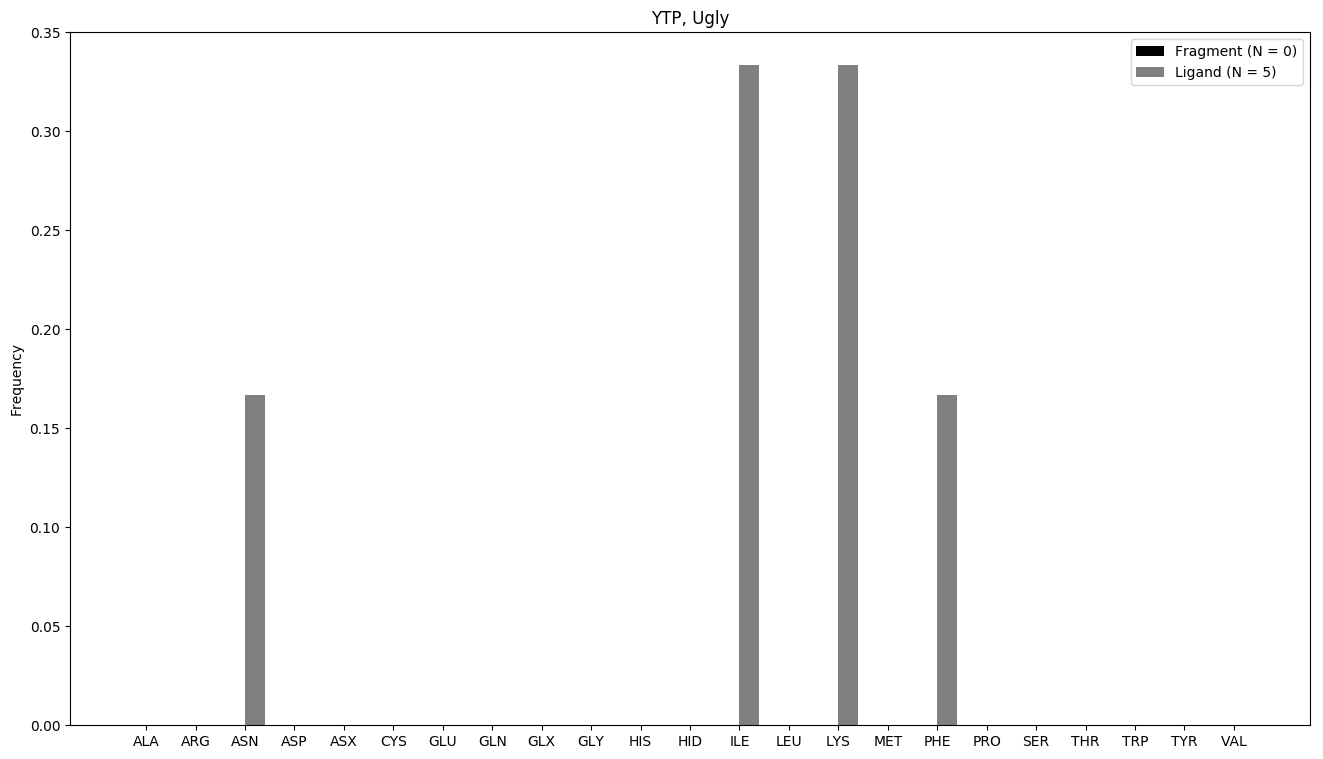 YTP, Ugly
Fragment (N = 0)
Ligand (N = 5)
0.35
0.30
0.25
0.20
0.15
0.10
0.05
0.00
Frequency
ALA ARG ASN ASP ASX CYS GLU GLN GLX GLY HIS HID ILE LEU LYS MET PHE PRO SER THR TRP TYR VAL